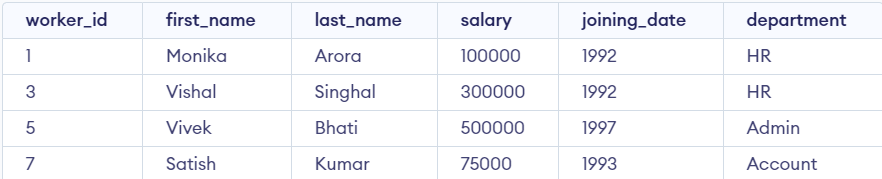 worker_id first_name last_name salary joining_date department
1 Monika Arora 100000 1992 HR
3 Vishal Singhal 300000 1992 HR
5 Vivek Bhati 500000 1997 Admin
7 Satish Kumar 75000 1993 Account